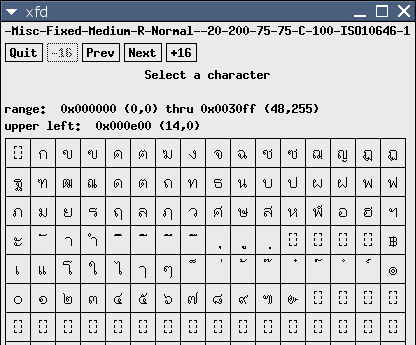 xfd
-Misc-Fixed-Medium-R-Normal--20-200-75-75-C-100-ISO10646-1
Quit -16 Prev Next +16
Select a character
range: 0x000000 (0,0) thru 0x0030ff (48,255)
upper left: 0x000e00 (14,0)
ก ข ฃ ค ฅ ฆ ง จ ฉ ช ซ ฌ ญ ฎ ฏ
ฐ ฑ ฒ ณ ด ต ถ ท ธ น บ ป ผ ฝ พ ฟ
ภ ม ย ร ฤ ล ฦ ว ศ ษ ส ห ฬ อ ฮ ฯ
ะ ั า ำ ิ ี ึ ื ุ ู ฺ ฿
เ แ โ ใ ไ ๅ ๆ ็ ่ ้ ๊ ๋ ์ ํ ๎ ๏
๐ ๑ ๒ ๓ ๔ ๕ ๖ ๗ ๘ ๙ ๚ ๛